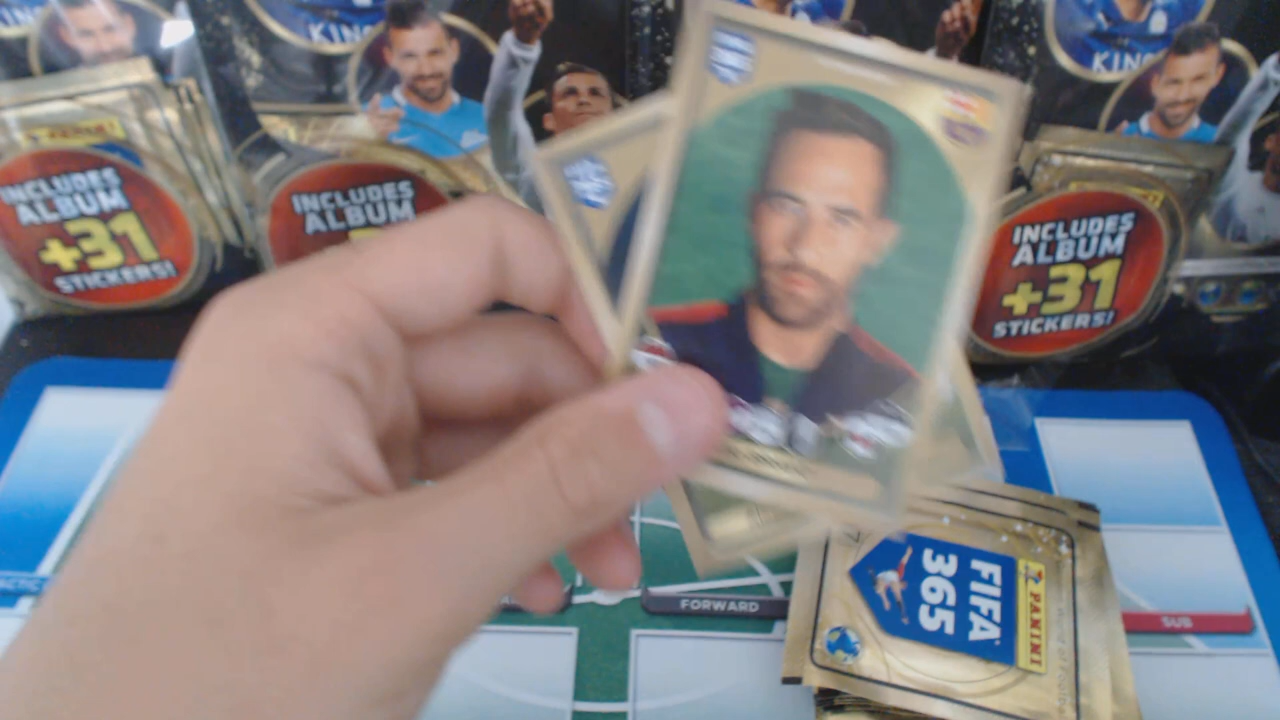 KING
KING
PANINI
INCLUDES
ALBUM
+31
STICKERS!
INCLUDES
ALBUM
INCLUDES
ALBUM
+31
STICKERS!
FORWARD
SUB
FIFA
365
PANINI